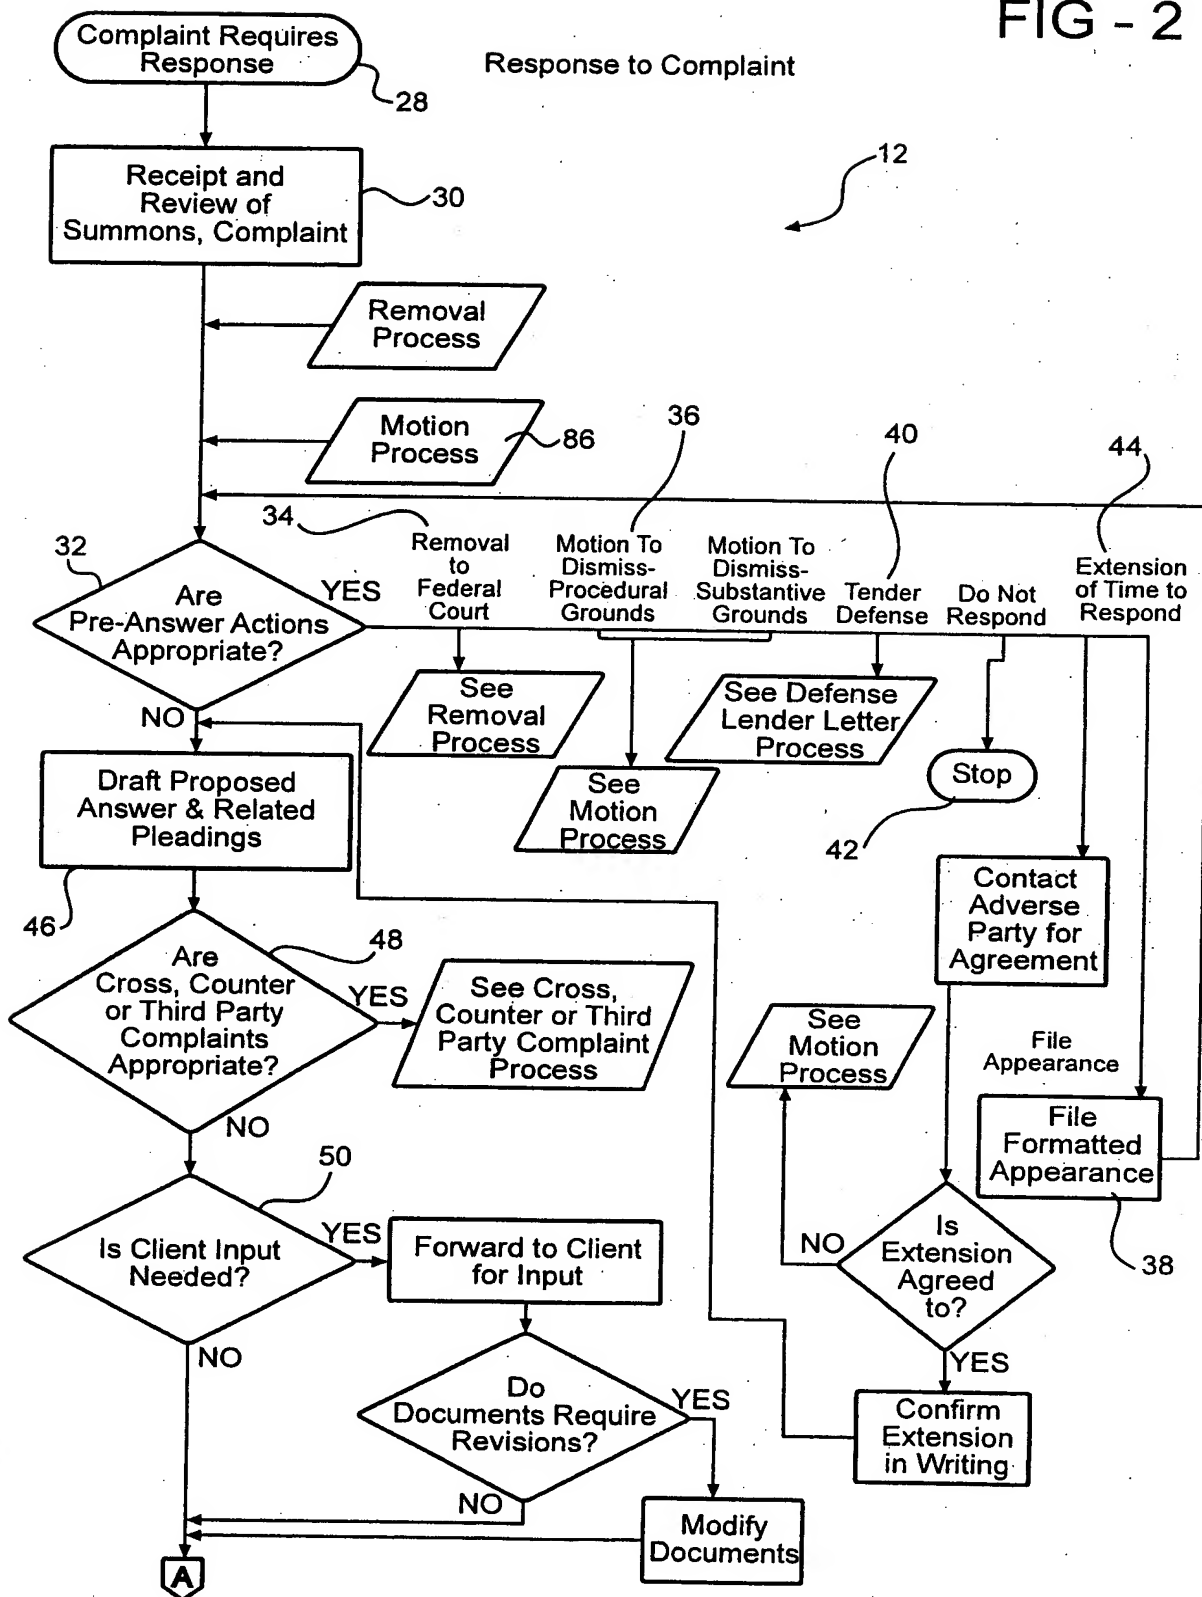 FIG - 2
Complaint Requires
Response
28
Response to Complaint
12
Receipt and
Review of
Summons, Complaint
30
Removal
Process
Motion
Process
86
36
40
44
34
32
Are
Pre-Answer Actions
Appropriate?
YES
NO
Removal
to
Federal
Court
Motion To
Dismiss-
Procedural
Grounds
Motion To
Dismiss-
Substantive
Grounds
Tender
Defense
Do Not
Respond
Extension
of Time to
Respond
See
Removal
Process
See
Motion
Process
See Defense
Lender Letter
Process
Stop
42
Draft Proposed
Answer & Related
Pleadings
46
Contact
Adverse
Party for
Agreement
48
Are
Cross, Counter
or Third Party
Complaints
Appropriate?
YES
NO
See Cross,
Counter or Third
Party Complaint
Process
See
Motion
Process
File
Appearance
File
Formatted
Appearance
38
50
Is Client Input
Needed?
YES
NO
Forward to Client
for Input
NO
Is
Extension
Agreed
to?
YES
Do
Documents Require
Revisions?
YES
NO
Confirm
Extension
in Writing
Modify
Documents
A